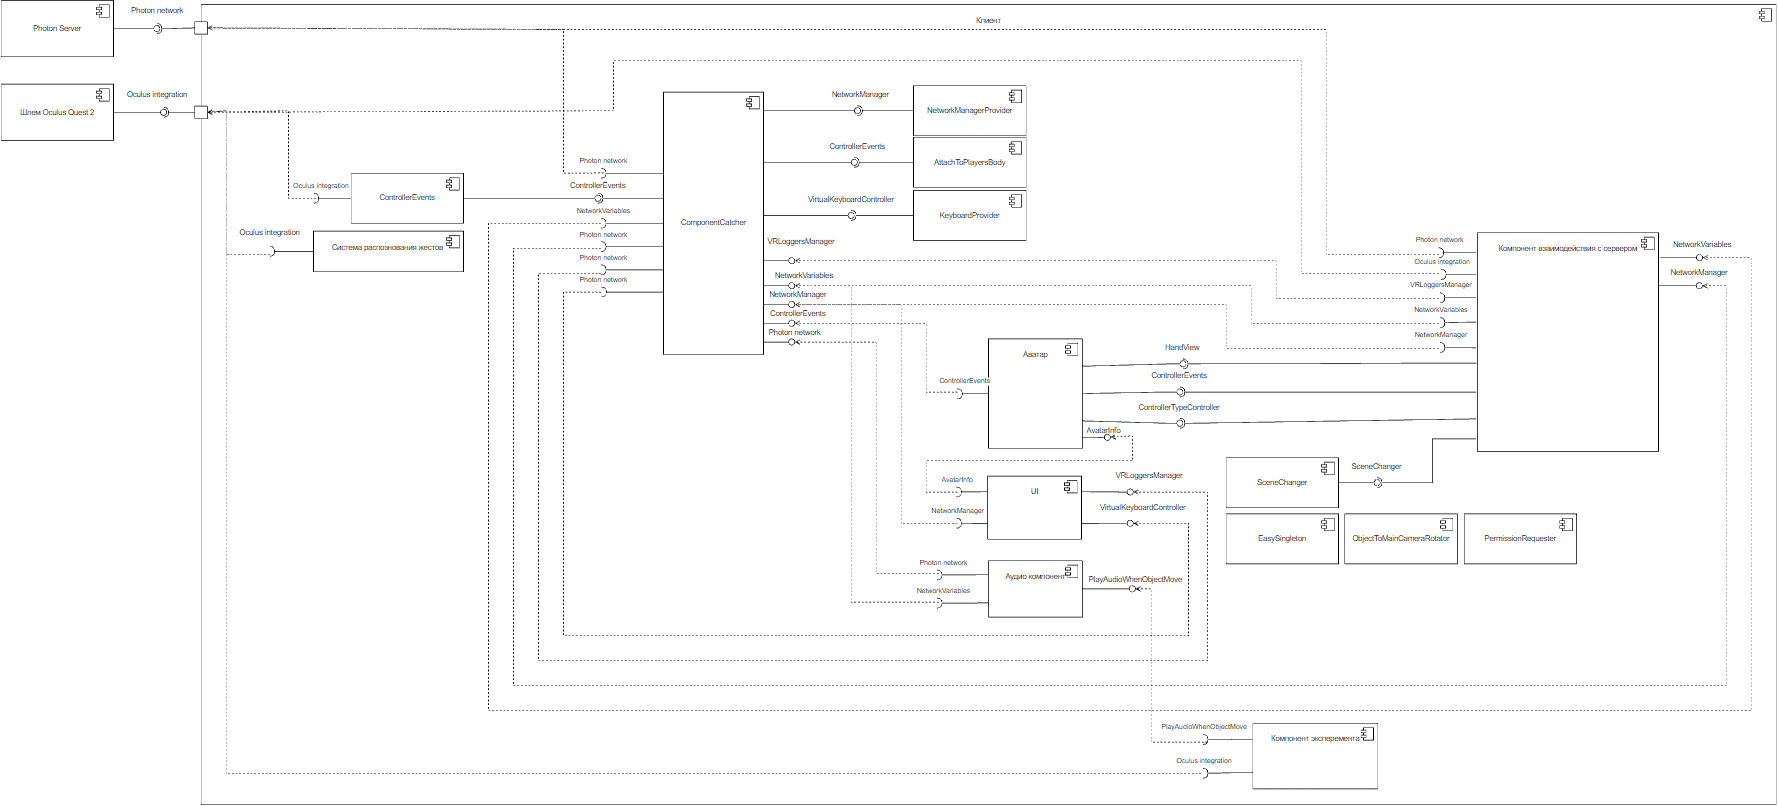 Photon Server
Photon network
Клиент
Шлем Oculus Quest 2
Oculus integration
Oculus integration
ControllerEvents
Oculus integration
Система распознования жестов
Photon network
ControllerEvents
NetworkVariables
Photon network
Photon network
Photon network
ComponentCatcher
NetworkManager
NetworkManagerProvider
ControllerEvents
AttachToPlayersBody
VirtualKeyboardController
KeyboardProvider
VRLoggersManager
NetworkVariables
NetworkManager
ControllerEvents
Photon network
Photon network
Oculus integration
VRLoggersManager
NetworkVariables
NetworkManager
Компонент взаимодействия с сервером
NetworkVariables
NetworkManager
Аватар
ControllerEvents
HandView
ControllerEvents
ControllerTypeController
AvatarInfo
AvatarInfo
NetworkManager
UI
VRLoggersManager
VirtualKeyboardController
SceneChanger
SceneChanger
EasySingleton
ObjectToMainCameraRotator
PermissionRequester
Photon network
NetworkVariables
Аудио компонент
PlayAudioWhenObjectMove
PlayAudioWhenObjectMove
Oculus integration
Компонент эксперемента